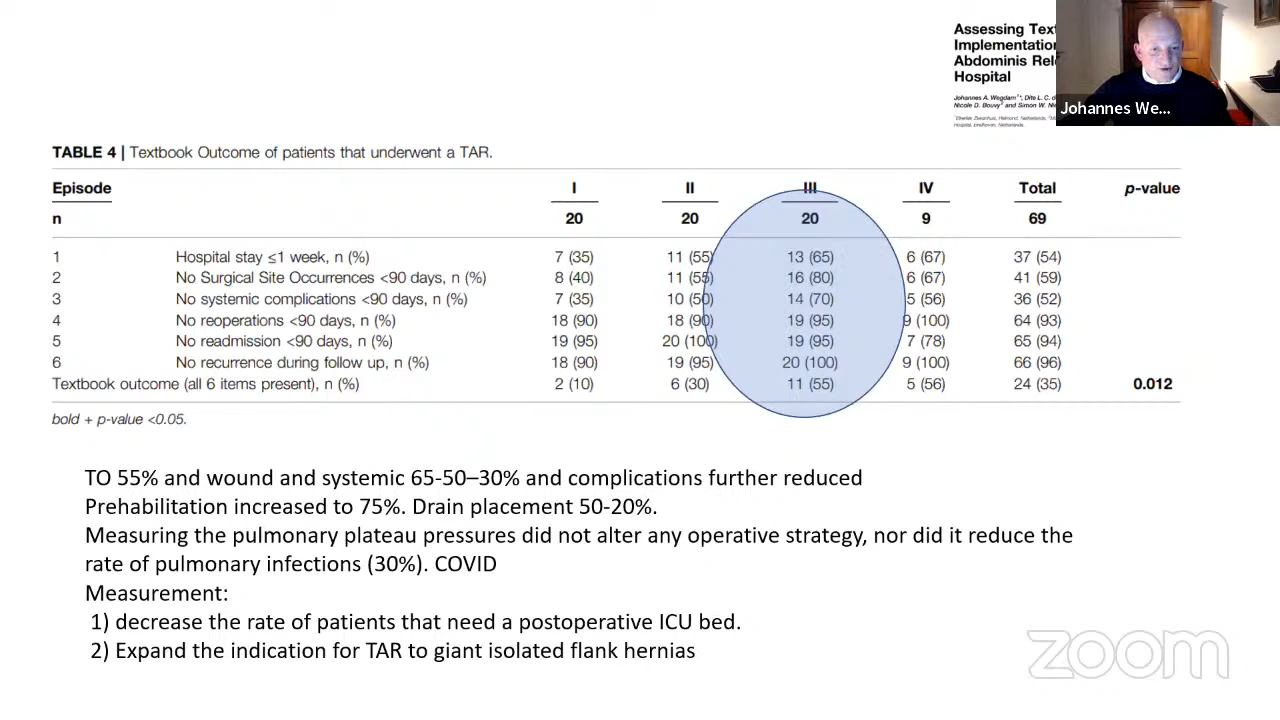 Assessing Tex
Implementation
Abdominis Rel
Hospital
Johannes A. Wegdam
Nicole D. Bouvy and Simon W. Ni
Johannes We...
TABLE 4 | Textbook Outcome of patients that underwent a TAR.
Episode I II III IV Total p-value
n 20 20 20 9 69
1 Hospital stay ≤1 week, n (%) 7 (35) 11 (55) 13 (65) 6 (67) 37 (54)
2 No Surgical Site Occurrences <90 days, n (%) 8 (40) 11 (55) 16 (80) 6 (67) 41 (59)
3 No systemic complications <90 days, n (%) 7 (35) 10 (50) 14 (70) 5 (56) 36 (52)
4 No reoperations <90 days, n (%) 18 (90) 18 (90) 19 (95) 9 (100) 64 (93)
5 No readmission <90 days, n (%) 19 (95) 20 (100) 19 (95) 7 (78) 65 (94)
6 No recurrence during follow up, n (%) 18 (90) 19 (95) 20 (100) 9 (100) 66 (96)
Textbook outcome (all 6 items present), n (%) 2 (10) 6 (30) 11 (55) 5 (56) 24 (35) 0.012
bold + p-value <0.05.
TO 55% and wound and systemic 65-50–30% and complications further reduced
Prehabilitation increased to 75%. Drain placement 50-20%.
Measuring the pulmonary plateau pressures did not alter any operative strategy, nor did it reduce the
rate of pulmonary infections (30%). COVID
Measurement:
1) decrease the rate of patients that need a postoperative ICU bed.
2) Expand the indication for TAR to giant isolated flank hernias
zoom